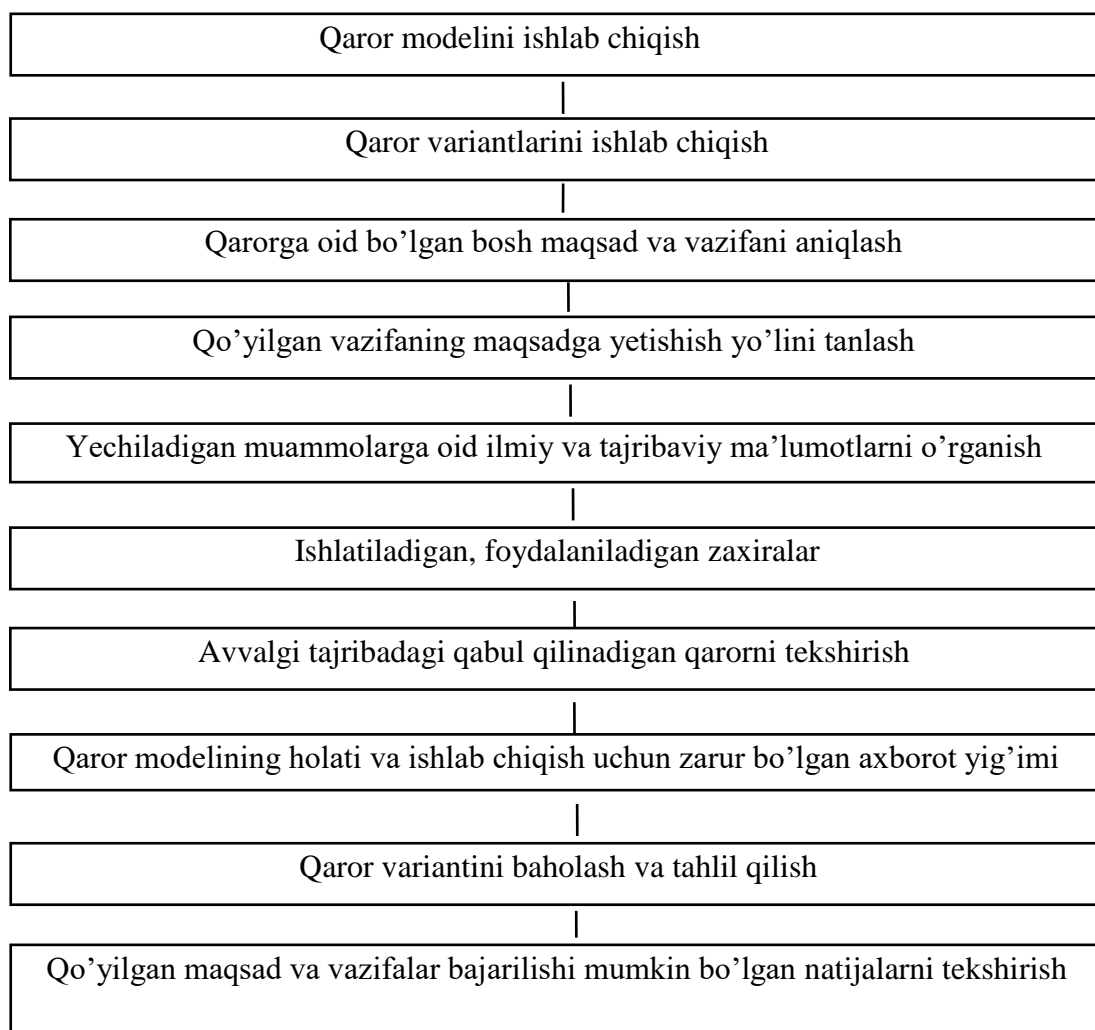 Qaror modelini ishlab chiqish
Qaror variantlarini ishlab chiqish
Qarorga oid bo’lgan bosh maqsad va vazifani aniqlash
Qo’yilgan vazifaning maqsadga yetishish yo’lini tanlash
Yechiladigan muammolarga oid ilmiy va tajribaviy ma’lumotlarni o’rganish
Ishlatiladigan, foydalaniladigan zaxiralar
Avvalgi tajribadagi qabul qilinadigan qarorni tekshirish
Qaror modelining holati va ishlab chiqish uchun zarur bo’lgan axborot yig’imi
Qaror variantini baholash va tahlil qilish
Qo’yilgan maqsad va vazifalar bajarilishi mumkin bo’lgan natijalarni tekshirish